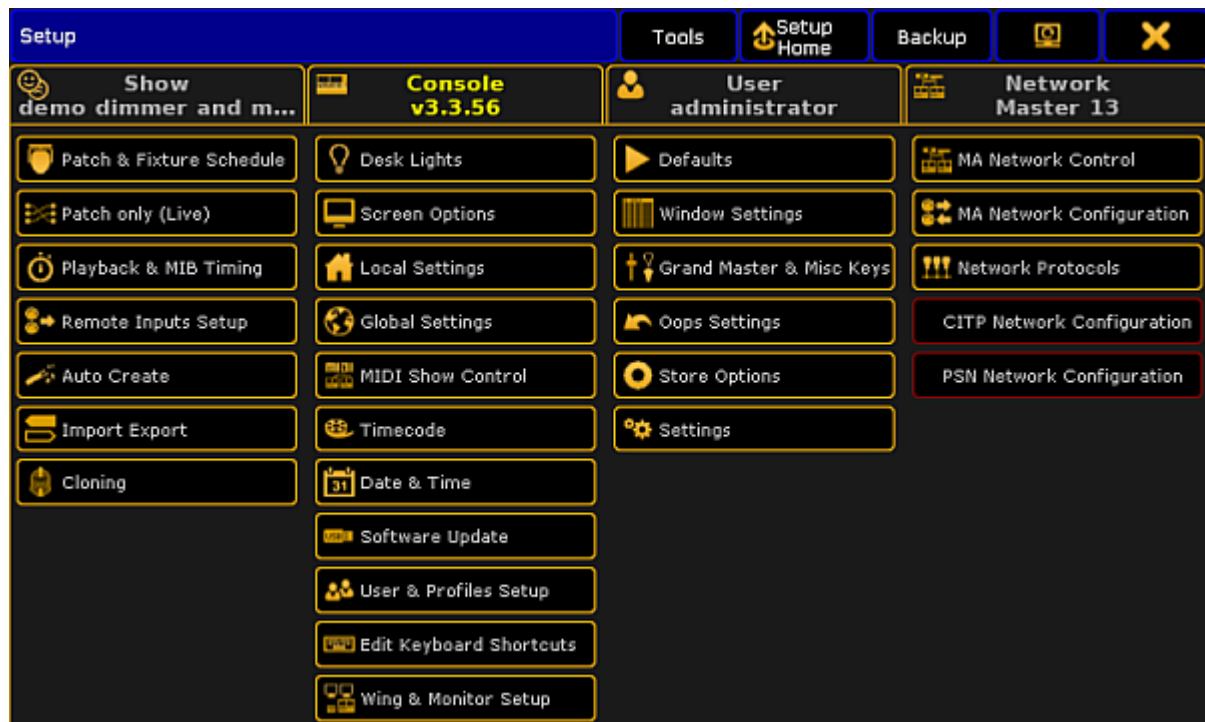 Setup
Tools
Setup
Home
Backup
Show
demo dimmer and m...
Console
v3.3.56
User
administrator
Network
Master 13
Patch & Fixture Schedule
Patch only (Live)
Playback & MIB Timing
Remote Inputs Setup
Auto Create
Import Export
Cloning
Desk Lights
Screen Options
Local Settings
Global Settings
MIDI Show Control
Timecode
31
Date & Time
Software Update
User & Profiles Setup
Edit Keyboard Shortcuts
Wing & Monitor Setup
Defaults
Window Settings
Grand Master & Misc Keys
Oops Settings
Store Options
Settings
MA Network Control
MA Network Configuration
Network Protocols
CITP Network Configuration
PSN Network Configuration